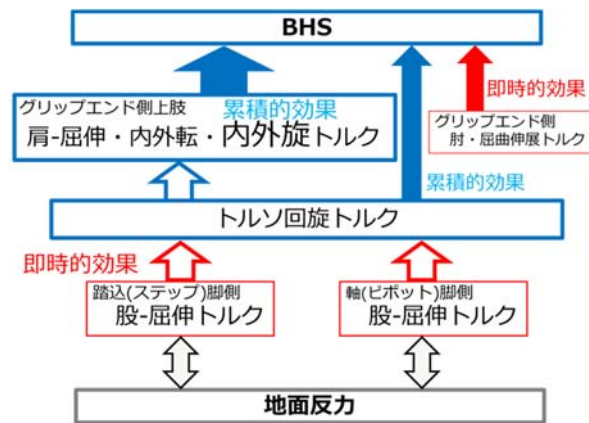 BHS
即時的効果
グリップエンド側上肢
累積的効果
肩-屈伸・内外転・内外旋トルク
グリップエンド側
肘・屈曲伸展トルク
累積的効果
トルソ回旋トルク
即時的効果
踏込(ステップ)脚側
股-屈伸トルク
軸(ピボット)脚側
股-屈伸トルク
地面反力